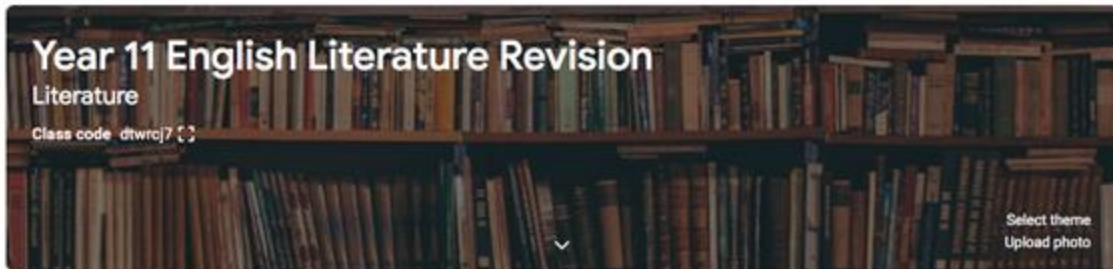 Year 11 English Literature Revision
Literature
Class code dtwrcj7
Select theme
Upload photo